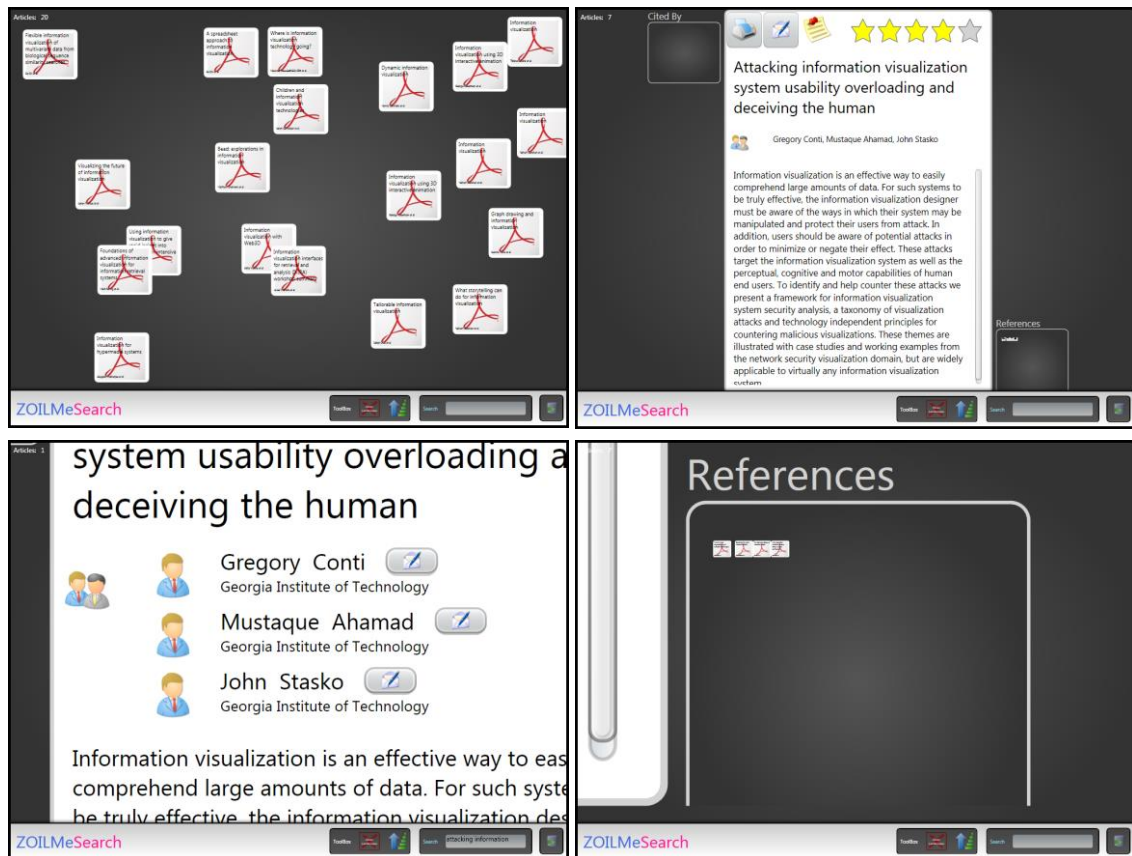 Articles: 20
Flexible information
visualization of
multivariate data from
biological sequence
similarity searches
A spreadsheet
approach to
information
visualization
Where is information
visualization
technology going?
Information
visualization
Information
visualization using 3D
interactive animation
Dynamic information
visualization
Children and
information
visualization
technologies
Information
Bead: explorations in
information
visualization
Information
visualization
Visualizing the future
of information
visualization
Information
visualization using 3D
interactive animation
Graph drawing and
information
visualization
Using information
visualization to give
Foundations of
advanced information
visualization for
information retrieval
systems
Information
visualization with
Web3D
Information
visualization interfaces
for retrieval and
analysis
What storytelling can
do for information
visualization
Tailorable information
visualization
Information
visualization for
hypermedia systems
ZOILMeSearch
ToolBox
Search
Articles: 7
Cited By
Attacking information visualization
system usability overloading and
deceiving the human
Gregory Conti, Mustaque Ahamad, John Stasko
Information visualization is an effective way to easily
comprehend large amounts of data. For such systems to
be truly effective, the information visualization designer
must be aware of the ways in which their system may be
manipulated and protect their users from attack. In
addition, users should be aware of potential attacks in
order to minimize or negate their effect. These attacks
target the information visualization system as well as the
perceptual, cognitive and motor capabilities of human
end users. To identify and help counter these attacks we
present a framework for information visualization
system security analysis, a taxonomy of visualization
attacks and technology independent principles for
countering malicious visualizations. These themes are
illustrated with case studies and working examples from
the network security visualization domain, but are widely
applicable to virtually any information visualization
system
References
ZOILMeSearch
ToolBox
Search
Articles: 1
system usability overloading a
deceiving the human
Gregory Conti
Georgia Institute of Technology
Mustaque Ahamad
Georgia Institute of Technology
John Stasko
Georgia Institute of Technology
Information visualization is an effective way to eas
comprehend large amounts of data. For such syste
be truly effective, the information visualization des
ZOILMeSearch
ToolBox
Search
attacking information
References
ZOILMeSearch
ToolBox
Search